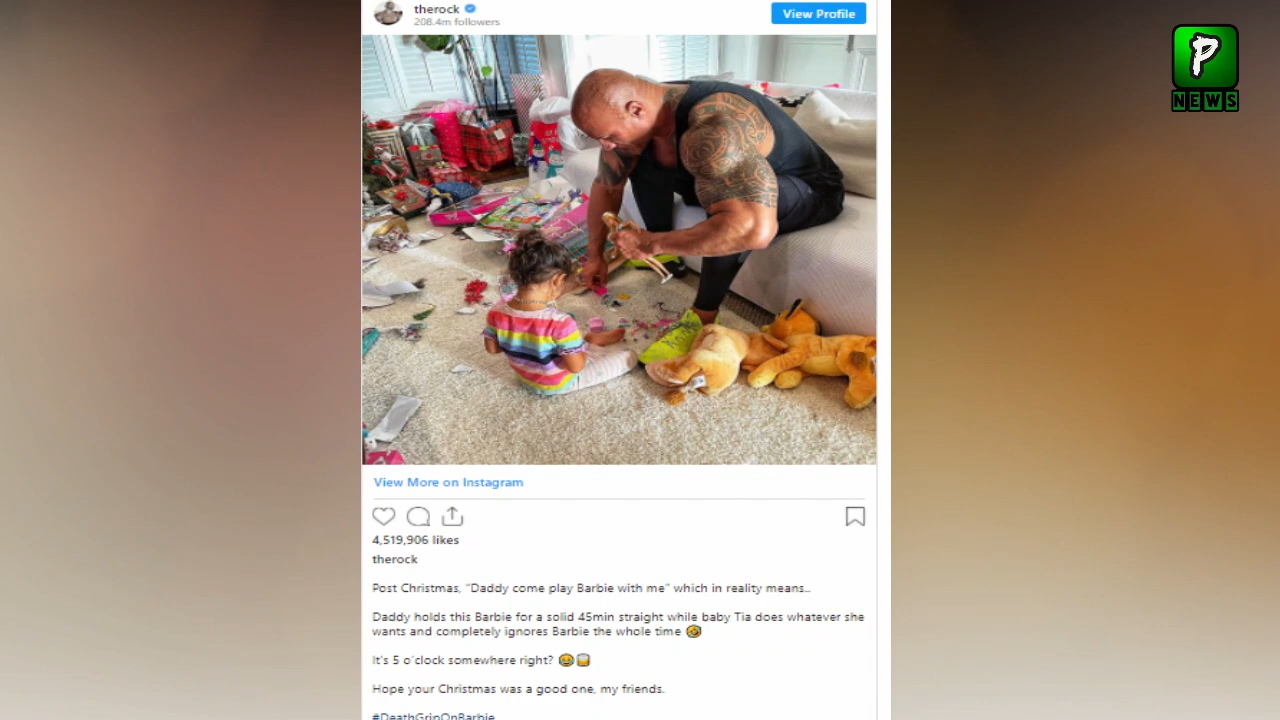 therock
208.4m followers
View Profile
P
NEWS
View More on Instagram
4,519,906 likes
therock
Post Christmas, "Daddy come play Barbie with me" which in reality means...
Daddy holds this Barbie for a solid 45min straight while baby Tia does whatever she
wants and completely ignores Barbie the whole time 🤣
It's 5 o'clock somewhere right? 😂🥃
Hope your Christmas was a good one, my friends.
#DeathGripOnBarbie